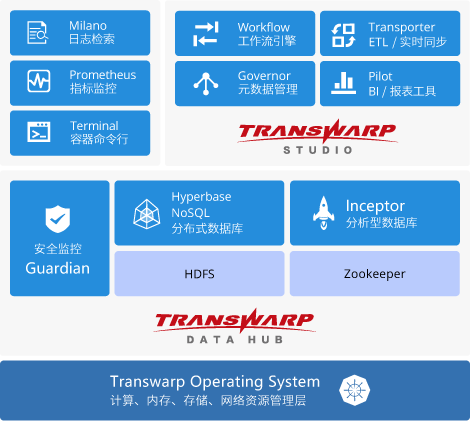 Milano
日志检索
Prometheus
指标监控
Terminal
容器命令行
Workflow
工作流引擎
Transporter
ETL / 实时同步
Governor
元数据管理
Pilot
BI / 报表工具
TRANSWARP
STUDIO
安全监控
Guardian
Hyperbase
NoSQL
分布式数据库
Inceptor
分析型数据库
HDFS
Zookeeper
TRANSWARP
DATA HUB
Transwarp Operating System
计算、内存、存储、网络资源管理层